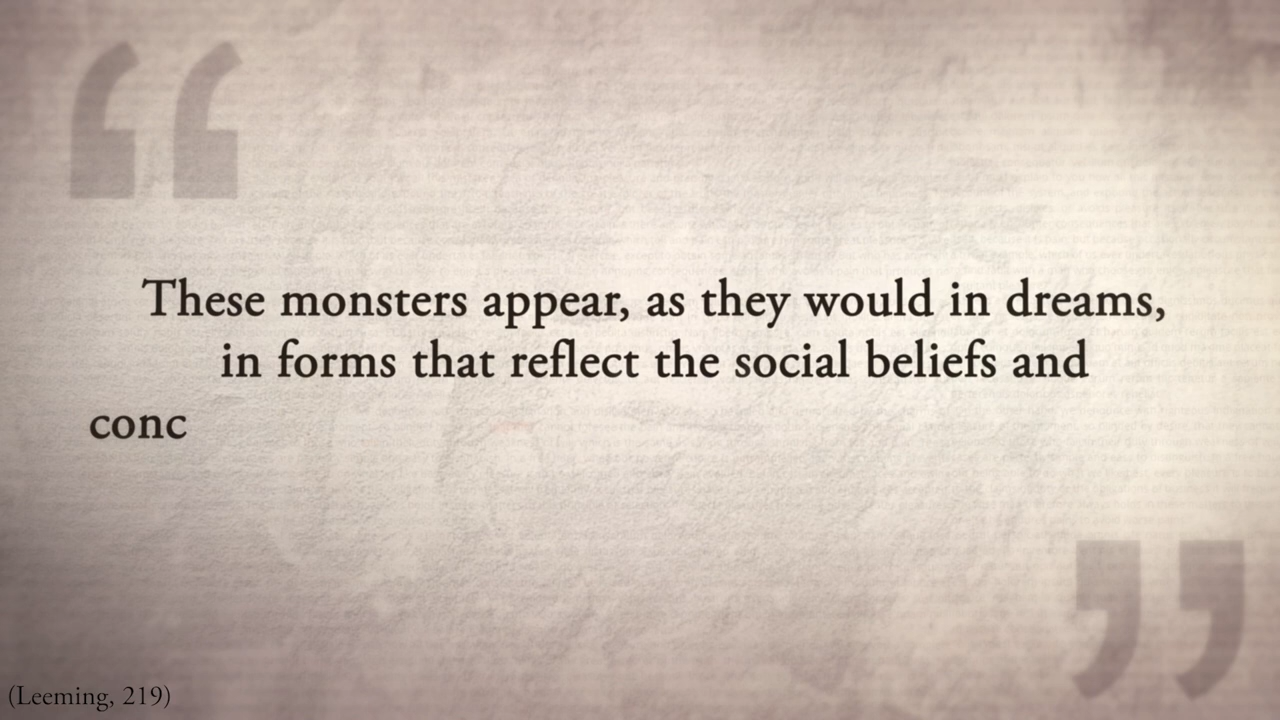 These monsters appear, as they would in dreams,
in forms that reflect the social beliefs and
conc
(Leeming, 219)